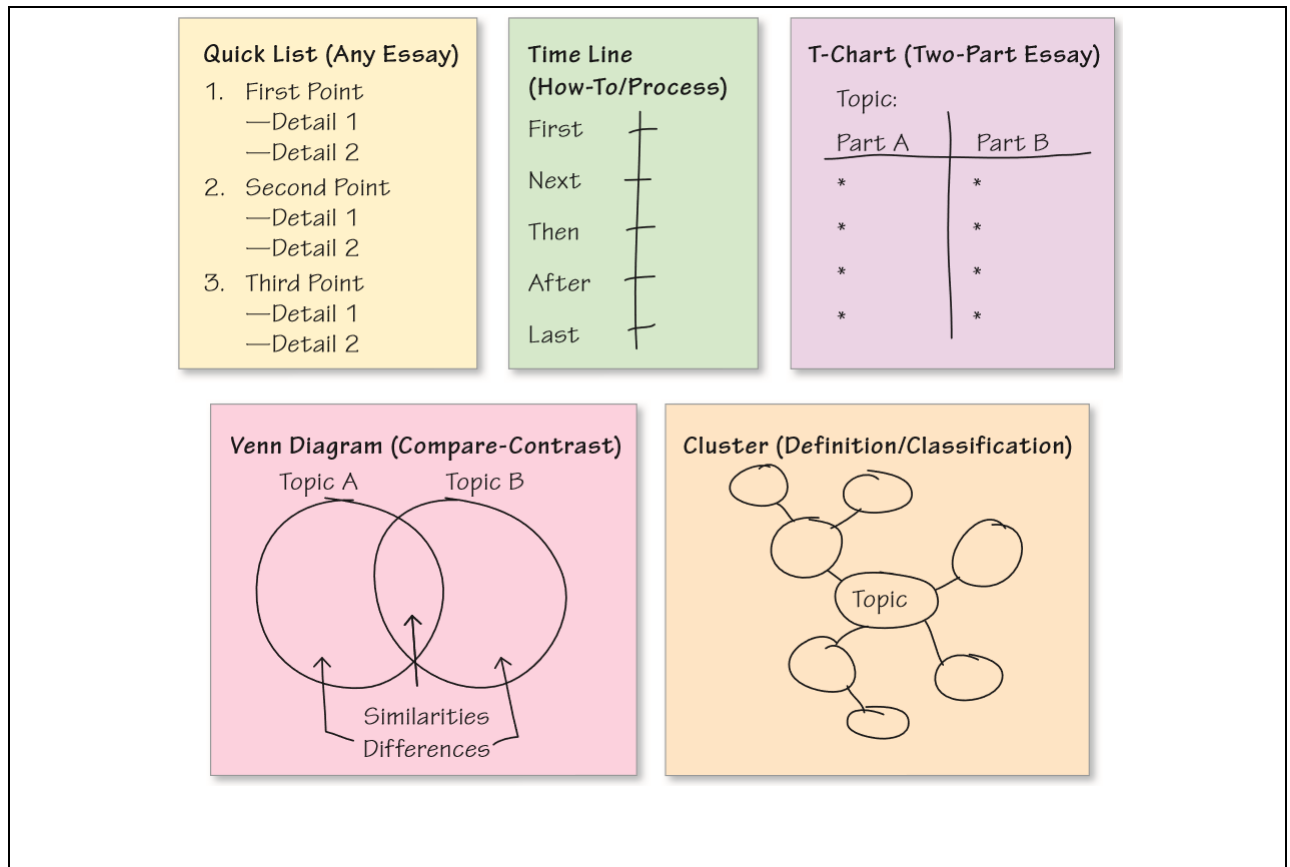 Quick List (Any Essay)
1. First Point
—Detail 1
—Detail 2
2. Second Point
—Detail 1
—Detail 2
3. Third Point
—Detail 1
—Detail 2
Time Line
(How-To/Process)
First
Next
Then
After
Last
T-Chart (Two-Part Essay)
Topic:
Part A Part B
* *
* *
* *
* *
Venn Diagram (Compare-Contrast)
Topic A Topic B
Similarities
Differences
Cluster (Definition/Classification)
Topic